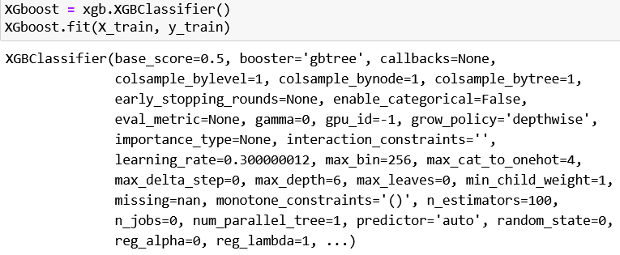 XGboost = xgb.XGBClassifier()
XGboost.fit(X_train, y_train)
XGBClassifier(base_score=0.5, booster='gbtree', callbacks=None,
colsample_bylevel=1, colsample_bynode=1, colsample_bytree=1,
early_stopping_rounds=None, enable_categorical=False,
eval_metric=None, gamma=0, gpu_id=-1, grow_policy='depthwise',
importance_type=None, interaction_constraints='',
learning_rate=0.300000012, max_bin=256, max_cat_to_onehot=4,
max_delta_step=0, max_depth=6, max_leaves=0, min_child_weight=1,
missing=nan, monotone_constraints='()', n_estimators=100,
n_jobs=0, num_parallel_tree=1, predictor='auto', random_state=0,
reg_alpha=0, reg_lambda=1, ...)